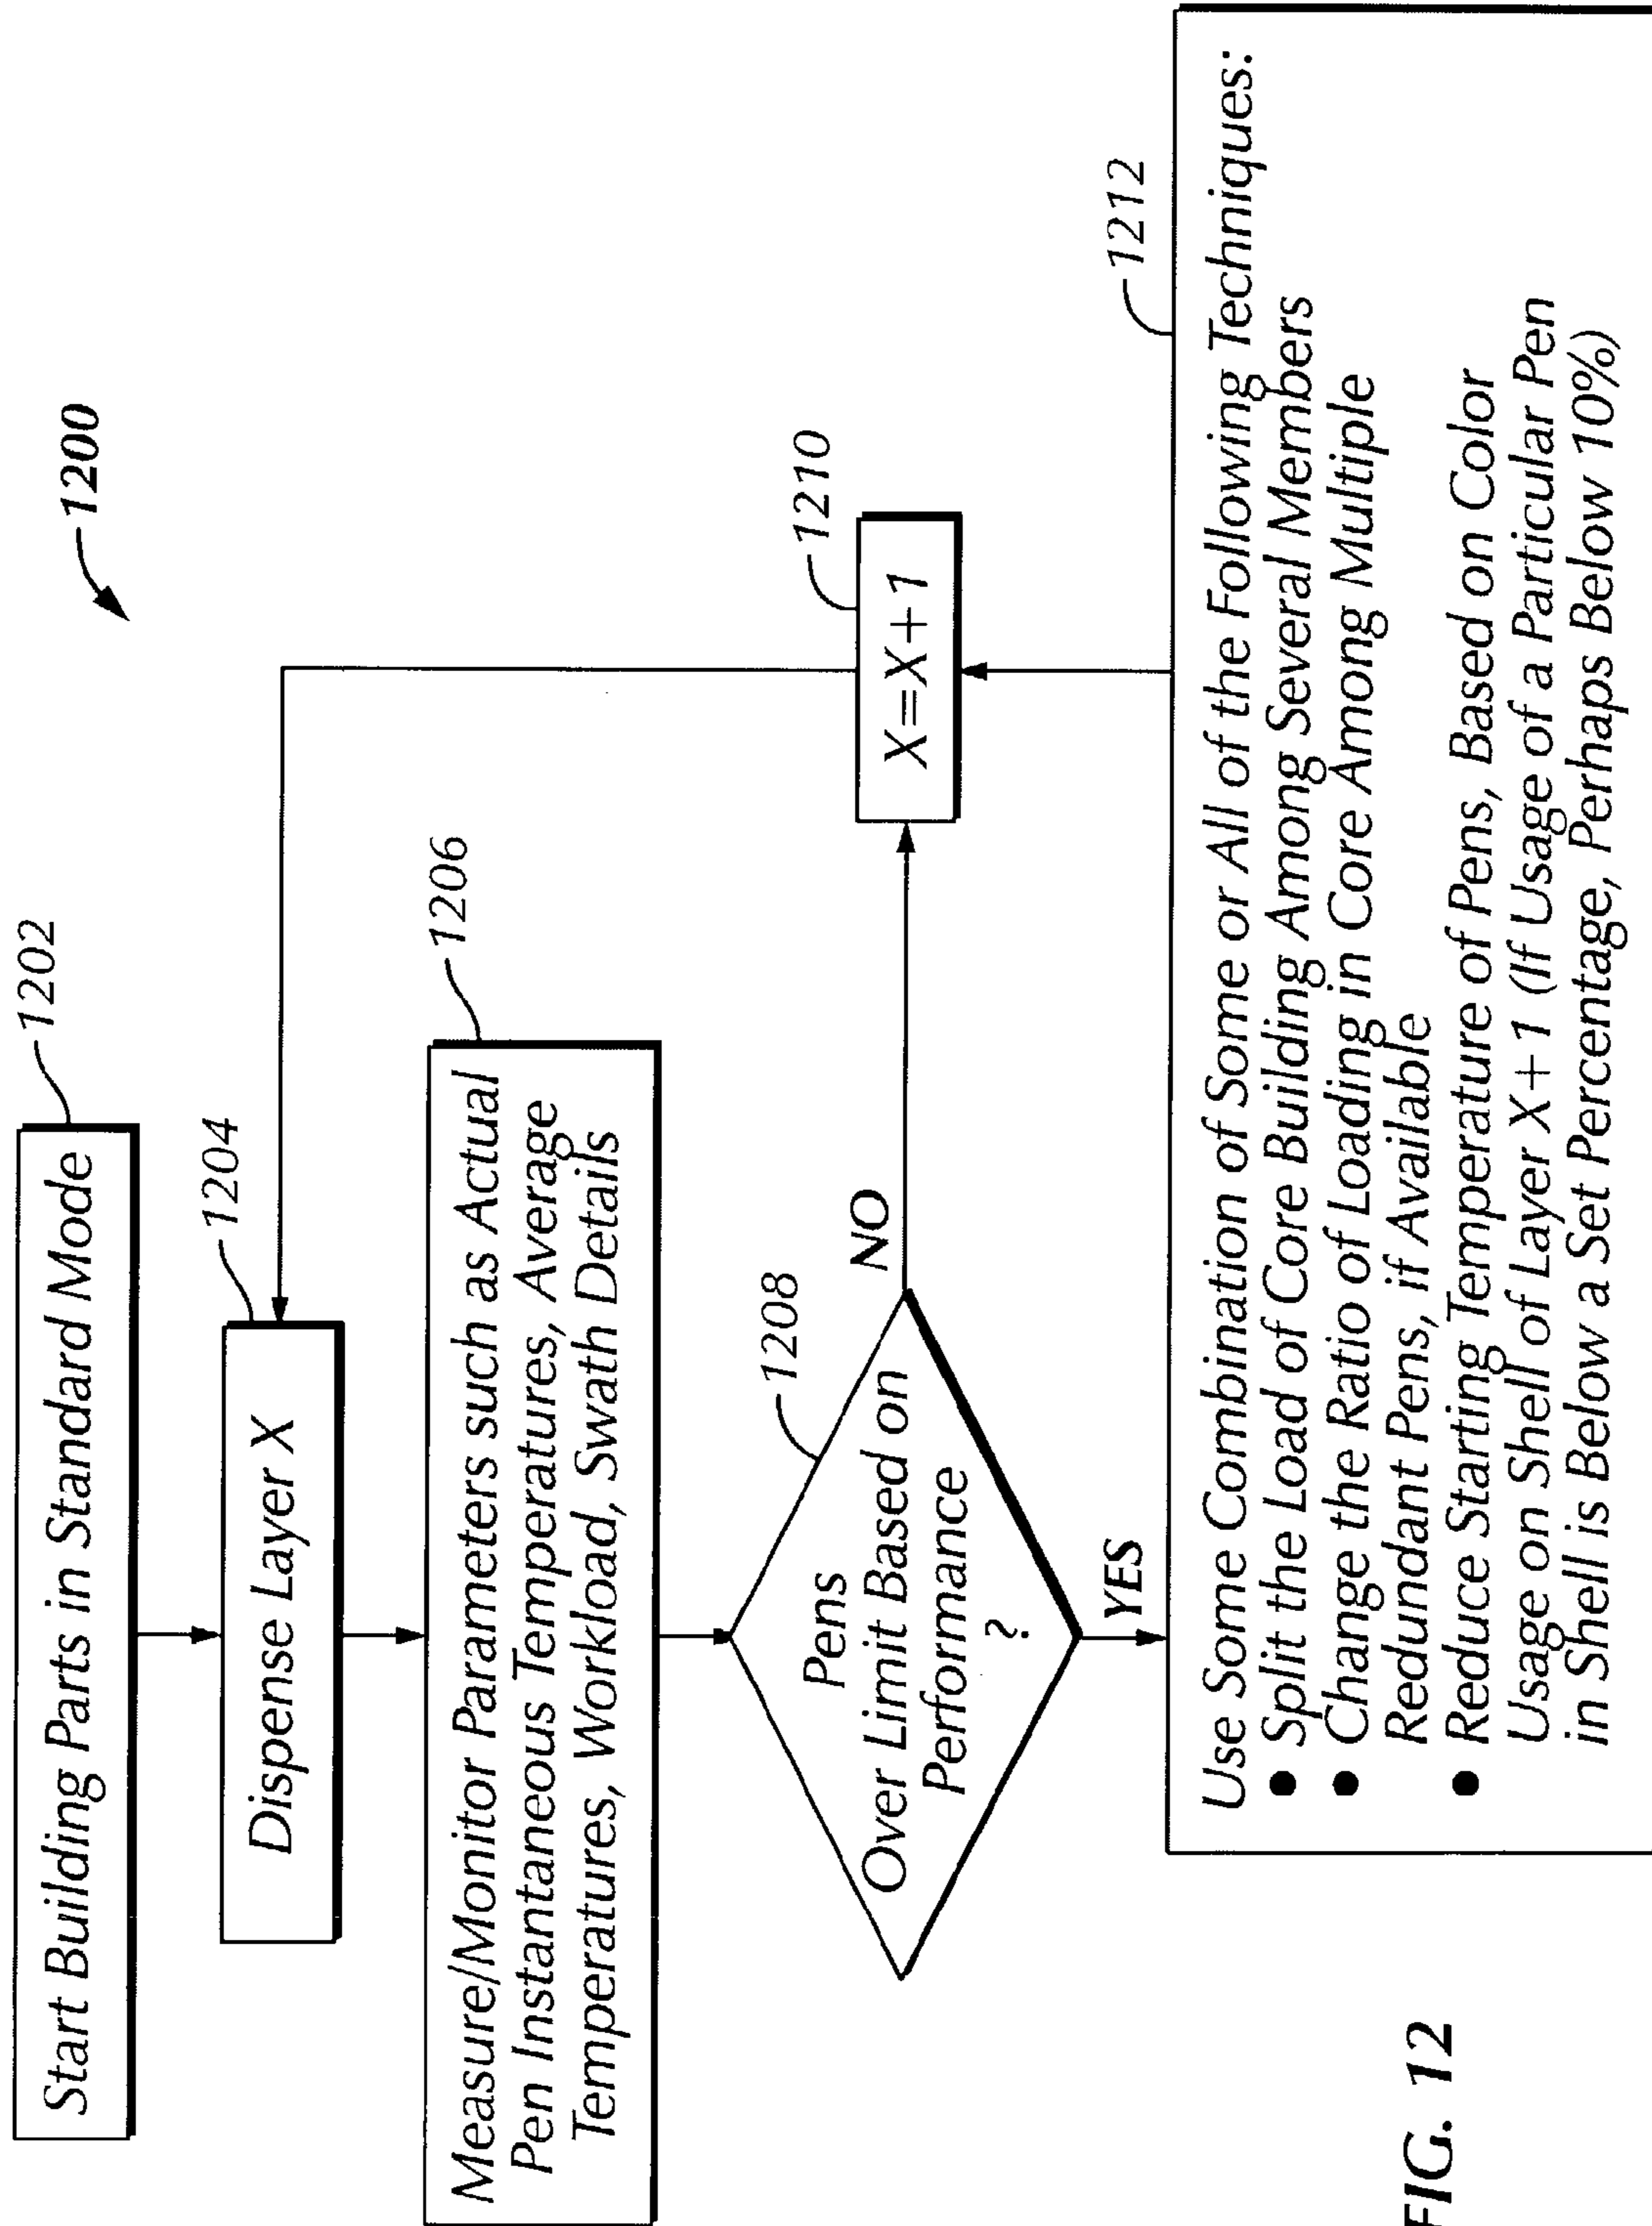 1200
1202
Start Building Parts in Standard Mode
1204
Dispense Layer X
1206
Measure/Monitor Parameters such as Actual
Pen Instantaneous Temperatures, Average
Temperatures, Workload, Swath Details
1208
Pens
Over Limit Based on
Performance
?
NO
YES
1210
X=X+1
1212
Use Some Combination of Some or All of the Following Techniques:
● Split the Load of Core Building Among Several Members
● Change the Ratio of Loading in Core Among Multiple
Redundant Pens, if Available
● Reduce Starting Temperature of Pens, Based on Color
Usage on Shell of Layer X+1 (If Usage of a Particular Pen
in Shell is Below a Set Percentage, Perhaps Below 10%)
FIG. 12